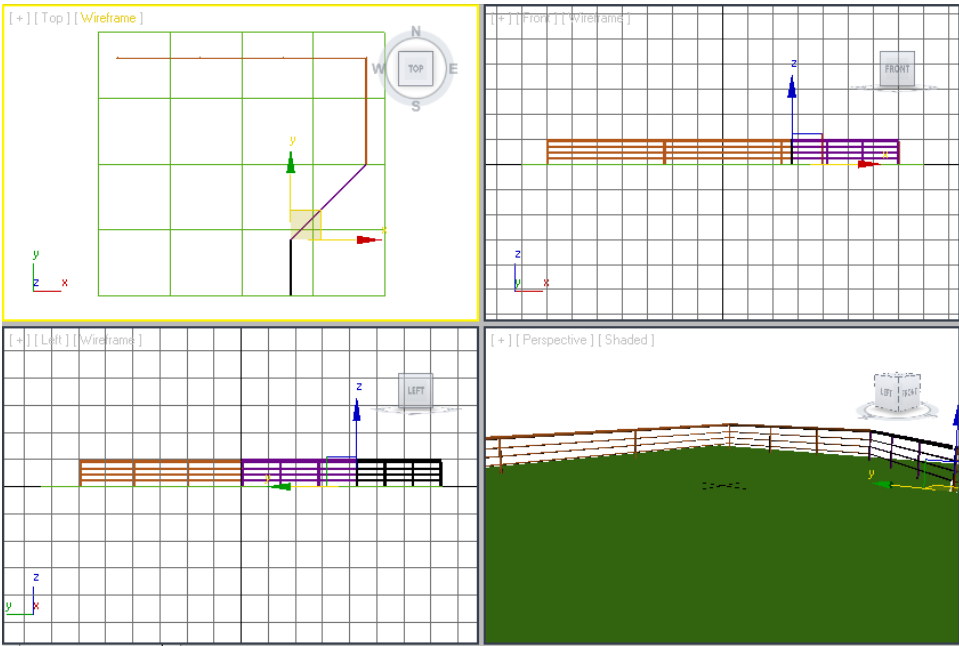 [ + ] [ Top ] [ Wireframe ]
N
W
TOP
E
S
y
x
y
z
x
[ + ] [ Front ] [ Wireframe ]
FRONT
z
x
z
y
x
[ + ] [ Left ] [ Wireframe ]
LEFT
z
y
z
y
x
[ + ] [ Perspective ] [ Shaded ]
LEFT
FRONT
y